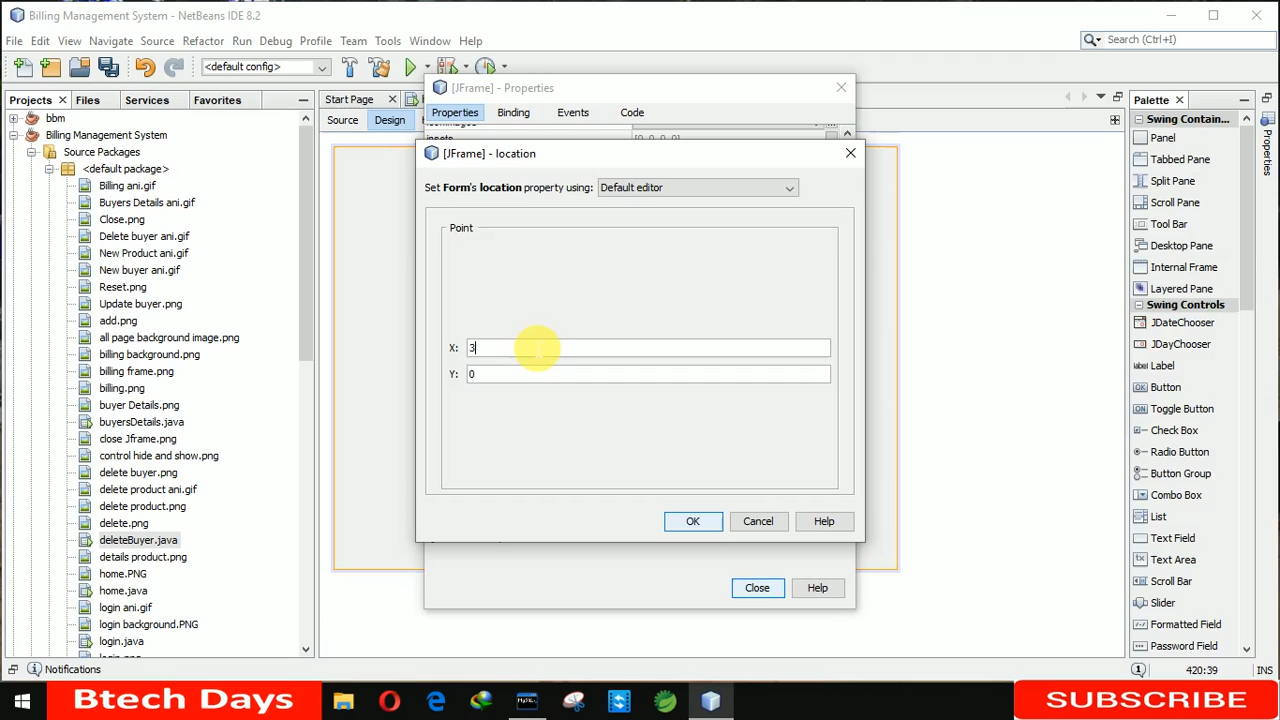 Billing Management System - NetBeans IDE 8.2
File Edit View Navigate Source Refactor Run Debug Profile Team Tools Window Help
Search (Ctrl+I)
<default config>
[JFrame] - Properties
Projects Files Services Favorites
Start Page
Palette
Properties Binding Events Code
Source Design
bbm
Billing Management System
Source Packages
<default package>
Billing ani.gif
Buyers Details ani.gif
Close.png
Delete buyer ani.gif
New Product ani.gif
New buyer ani.gif
Reset.png
Update buyer.png
add.png
all page background image.png
billing background.png
billing frame.png
billing.png
buyer Details.png
buyersDetails.java
close Jframe.png
control hide and show.png
delete buyer.png
delete product ani.gif
delete product.png
delete.png
deleteBuyer.java
details product.png
home.PNG
home.java
login ani.gif
login background.PNG
login.java
[JFrame] - location
Set Form's location property using: Default editor
Point
X: 3
Y: 0
OK Cancel Help
Close Help
Swing Contain...
Panel
Tabbed Pane
Split Pane
Scroll Pane
Tool Bar
Desktop Pane
Internal Frame
Layered Pane
Swing Controls
JDateChooser
JDayChooser
Label
Button
Toggle Button
Check Box
Radio Button
Button Group
Combo Box
List
Text Field
Text Area
Scroll Bar
Slider
Formatted Field
Password Field
Properties
Notifications
420:39 INS
Btech Days
SUBSCRIBE